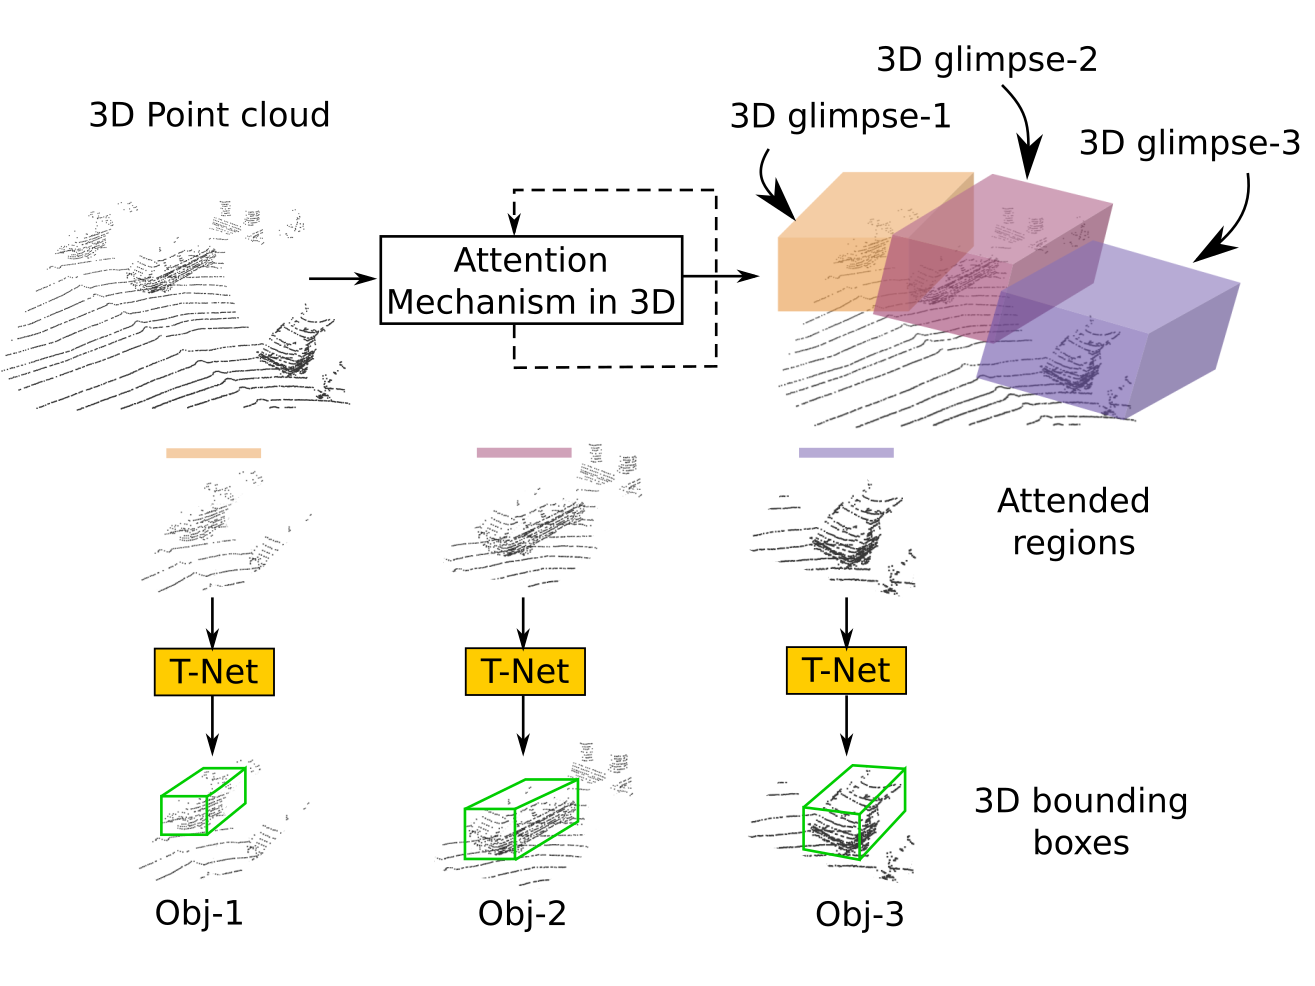 3D glimpse-2
3D Point cloud
3D glimpse-1
3D glimpse-3
Attention
Mechanism in 3D
Attended
regions
T-Net
T-Net
T-Net
3D bounding
boxes
Obj-1
Obj-2
Obj-3